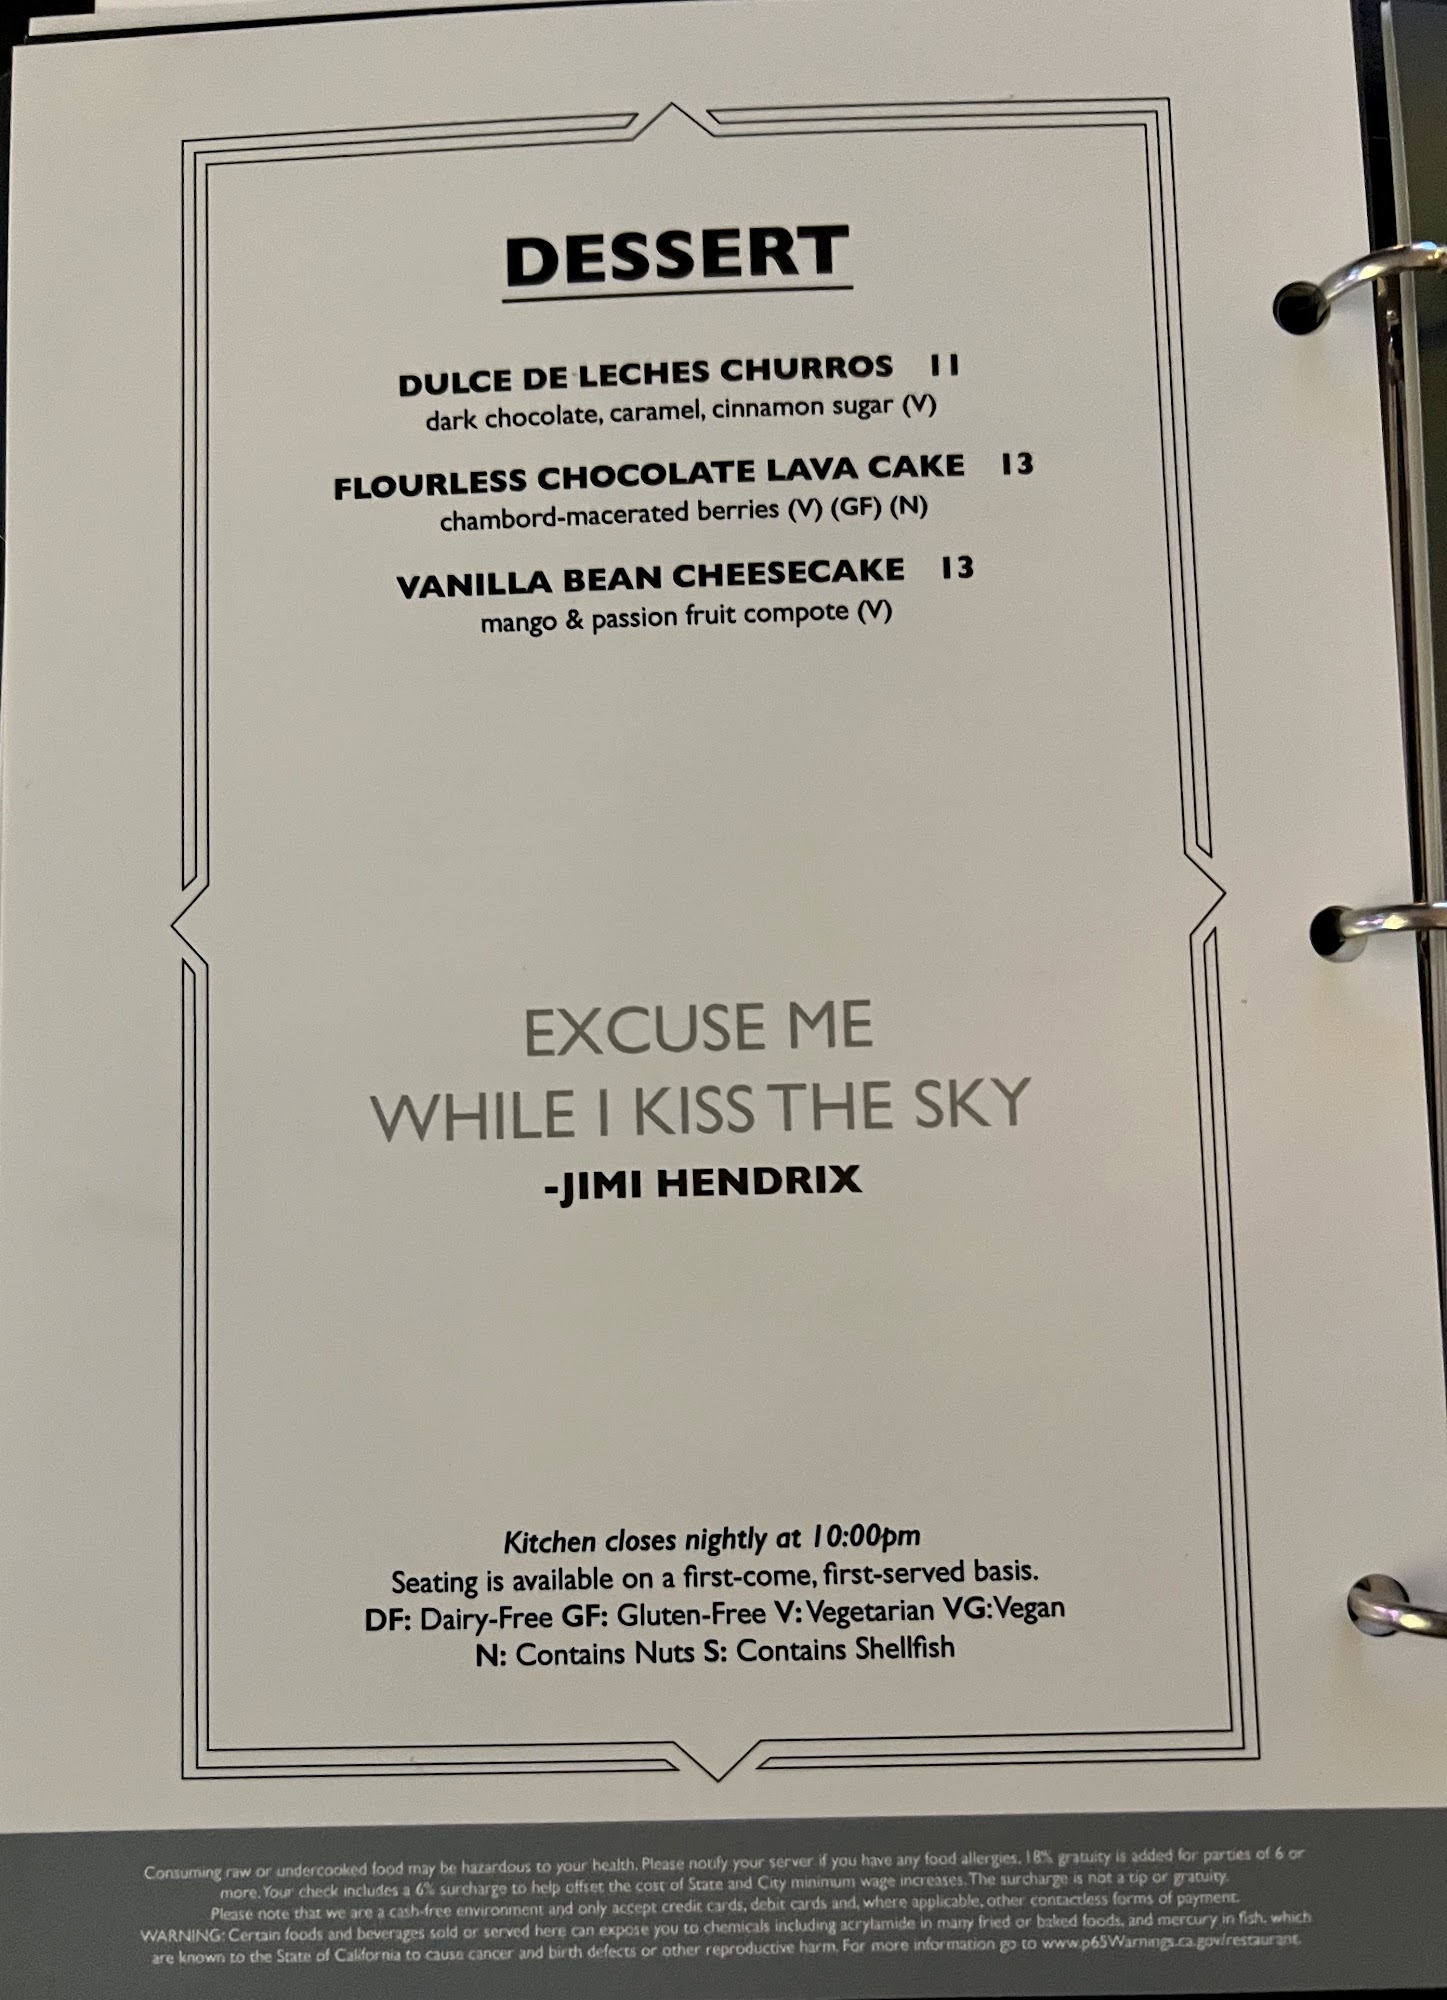 DESSERT
DULCE DE LECHES CHURROS 11
dark chocolate, caramel, cinnamon sugar (V)
FLOURLESS CHOCOLATE LAVA CAKE 13
chambord-macerated berries (V) (GF) (N)
VANILLA BEAN CHEESECAKE 13
mango & passion fruit compote (V)
EXCUSE ME
WHILE I KISS THE SKY
-JIMI HENDRIX
Kitchen closes nightly at 10:00pm
Seating is available on a first-come, first-served basis.
DF: Dairy-Free GF: Gluten-Free V: Vegetarian VG: Vegan
N: Contains Nuts S: Contains Shellfish
Consuming raw or undercooked food may be hazardous to your health. Please notify your server if you have any food allergies. 18% gratuity is added for parties of 6 or
more. Your check includes a 6% surcharge to help offset the cost of State and City minimum wage increases. The surcharge is not a tip or gratuity.
Please note that we are a cash-free environment and only accept credit cards, debit cards and, where applicable, other contactless forms of payment.
WARNING: Certain foods and beverages sold or served here can expose you to chemicals including acrylamide in many fried or baked foods, and mercury in fish, which
are known to the State of California to cause cancer and birth defects or other reproductive harm. For more information go to www.p65Warnings.ca.gov/restaurant.